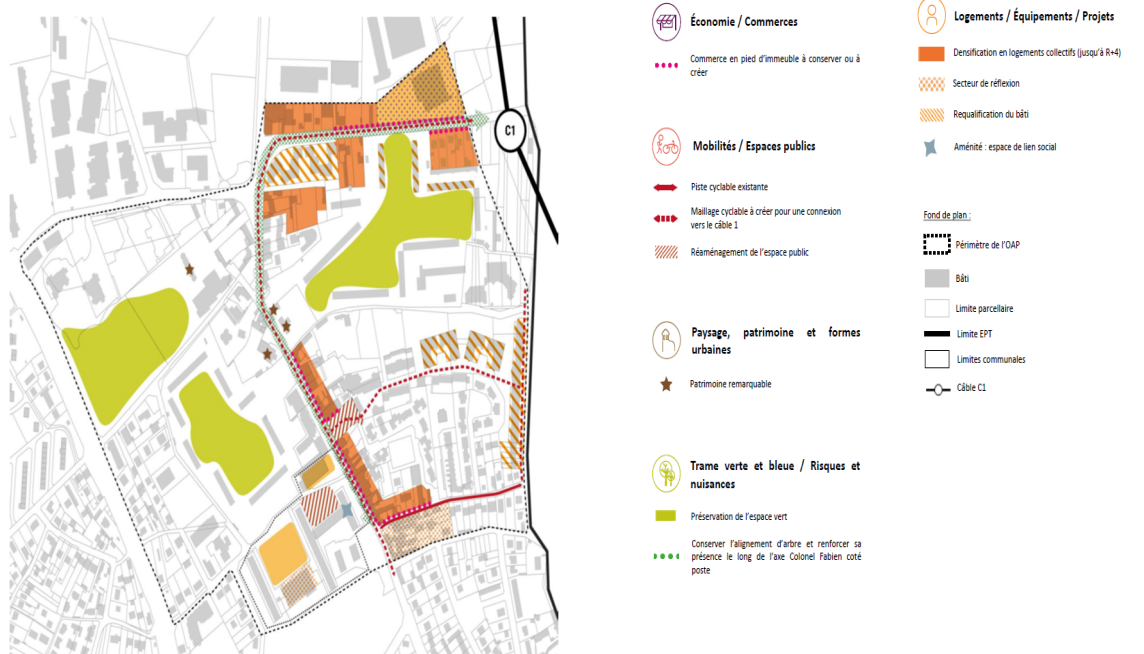 C1
Économie / Commerces
Commerce en pied d'immeuble à conserver ou à
créer
Mobilités / Espaces publics
Piste cyclable existante
Maillage cyclable à créer pour une connexion
vers le câble 1
Réaménagement de l'espace public
Paysage, patrimoine et formes
urbaines
Patrimoine remarquable
Trame verte et bleue / Risques et
nuisances
Préservation de l'espace vert
Conserver l'alignement d'arbre et renforcer sa
présence le long de l'axe Colonel Fabien coté
poste
Logements / Équipements / Projets
Densification en logements collectifs (jusqu'à R+4)
Secteur de réflexion
Requalification du bâti
Aménité : espace de lien social
Fond de plan :
Périmètre de l'OAP
Bâti
Limite parcellaire
Limite EPT
Limites communales
Câble C1